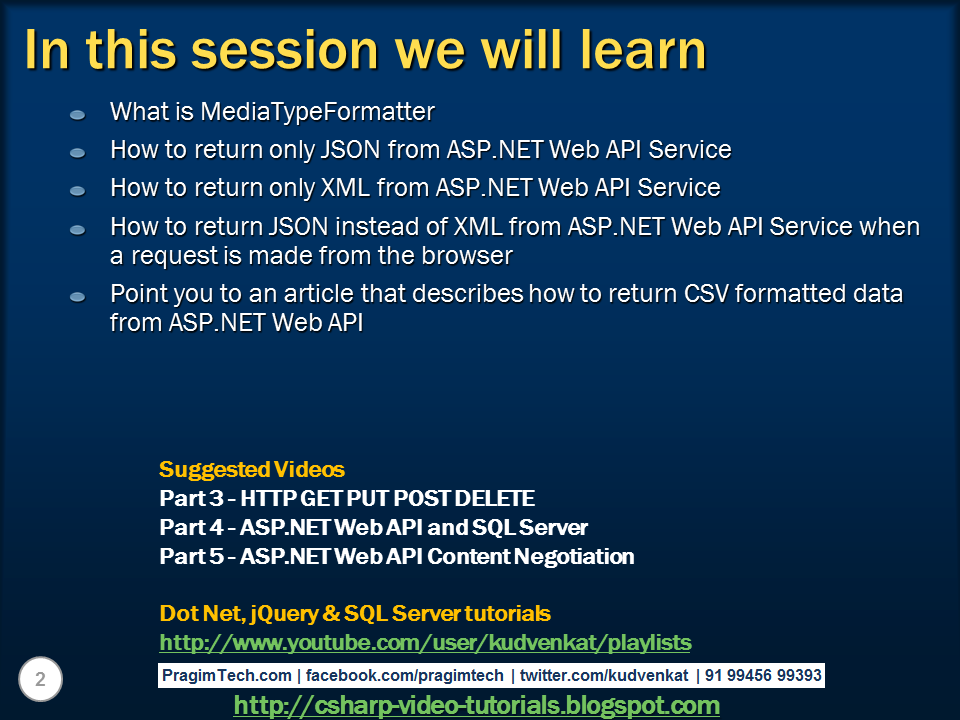 In this session we will learn
What is MediaTypeFormatter
How to return only JSON from ASP.NET Web API Service
How to return only XML from ASP.NET Web API Service
How to return JSON instead of XML from ASP.NET Web API Service when
a request is made from the browser
Point you to an article that describes how to return CSV formatted data
from ASP.NET Web API
Suggested Videos
Part 3 - HTTP GET PUT POST DELETE
Part 4 - ASP.NET Web API and SQL Server
Part 5 - ASP.NET Web API Content Negotiation
Dot Net, jQuery & SQL Server tutorials
http://www.youtube.com/user/kudvenkat/playlists
2
PragimTech.com | facebook.com/pragimtech | twitter.com/kudvenkat | 91 99456 99393
http://csharp-video-tutorials.blogspot.com